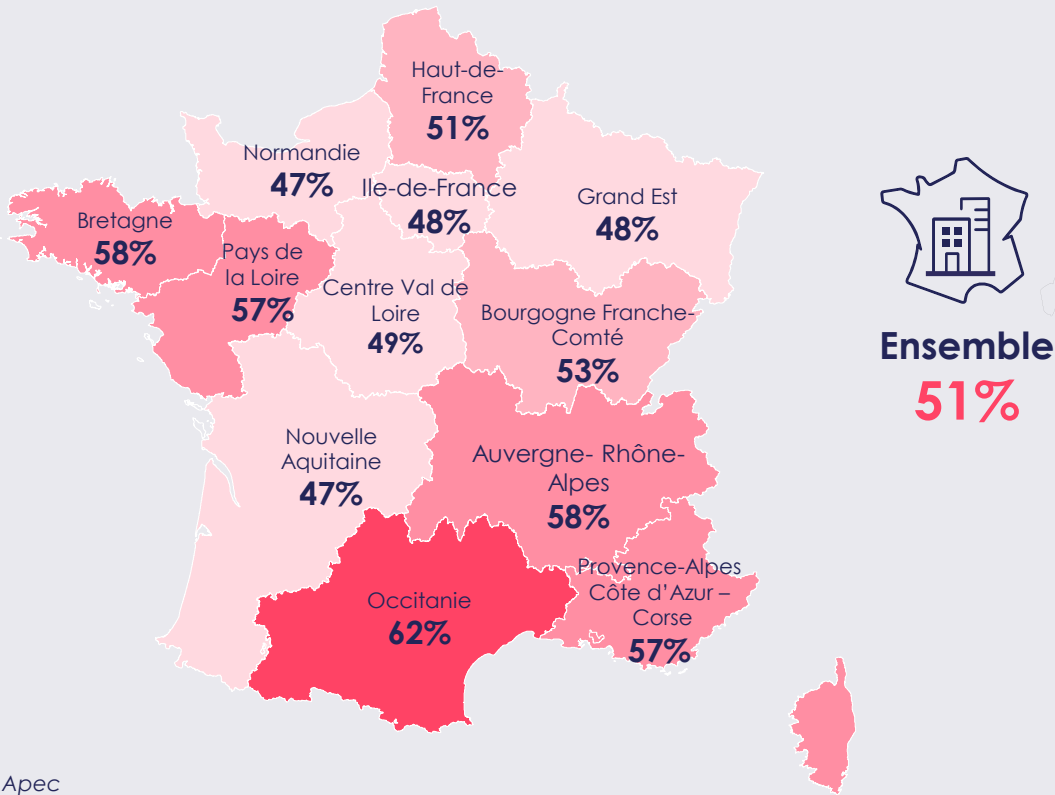 Haut-de-
France
51%
Normandie
47%
Ile-de-France
48%
Grand Est
48%
Bretagne
58%
Pays de
la Loire
57%
Centre Val de
Loire
49%
Bourgogne Franche-
Comté
53%
Ensemble
51%
Nouvelle
Aquitaine
47%
Auvergne- Rhône-
Alpes
58%
Provence-Alpes
Côte d’Azur –
Corse
57%
Occitanie
62%
Apec